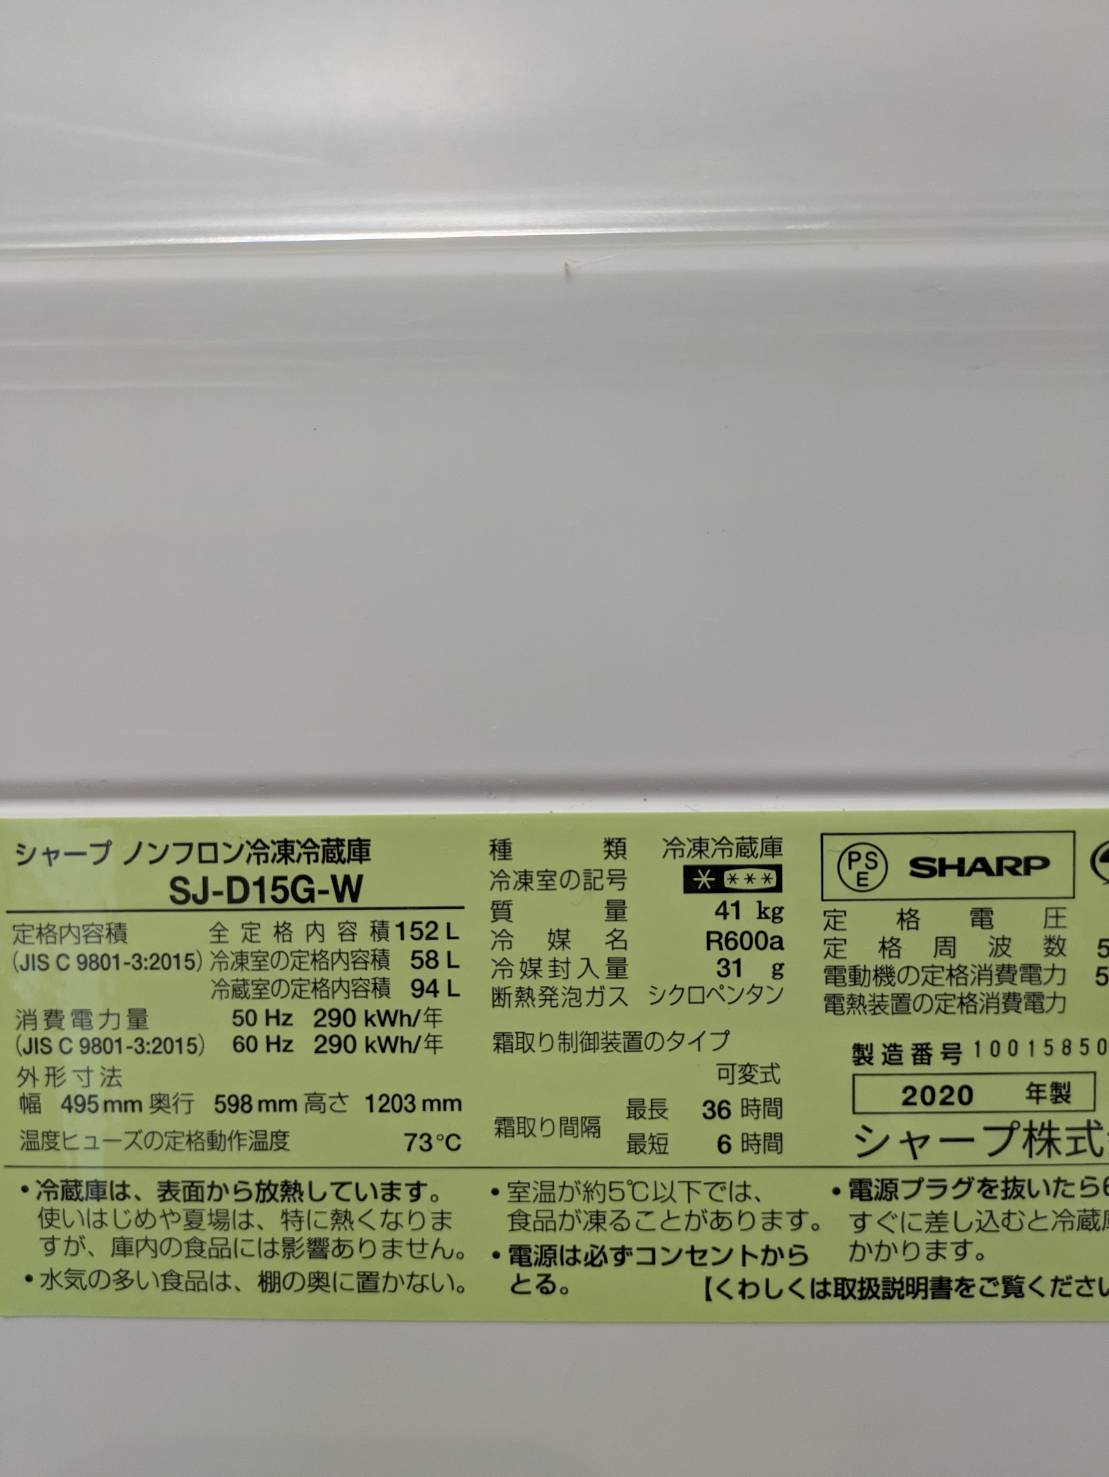 シャープ ノンフロン冷凍冷蔵庫
SJ-D15G-W
定格内容積 全定格内容積 152 L
(JIS C 9801-3:2015) 冷凍室の定格内容積 58 L
冷蔵室の定格内容積 94 L
消費電力量 50 Hz 290 kWh/年
(JIS C 9801-3:2015) 60 Hz 290 kWh/年
外形寸法
幅 495 mm 奥行 598 mm 高さ 1203 mm
温度ヒューズの定格動作温度 73℃
種類 冷凍冷蔵庫
冷凍室の記号
質量 41 kg
冷媒名 R600a
冷媒封入量 31 g
断熱発泡ガス シクロペンタン
霜取り制御装置のタイプ
可変式
霜取り間隔 最長 36 時間
最短 6 時間
PS
E
SHARP
定格電圧
定格周波数 5
電動機の定格消費電力 5
電熱装置の定格消費電力
製造番号 10015850
2020 年製
シャープ株式
・冷蔵庫は、表面から放熱しています。
使いはじめや夏場は、特に熱くなりま
すが、庫内の食品には影響ありません。
・水気の多い食品は、棚の奥に置かない。
・室温が約5℃以下では、
食品が凍ることがあります。
・電源は必ずコンセントから
とる。
・電源プラグを抜いたら
すぐに差し込むと冷蔵
かかります。
【くわしくは取扱説明書をご覧ください